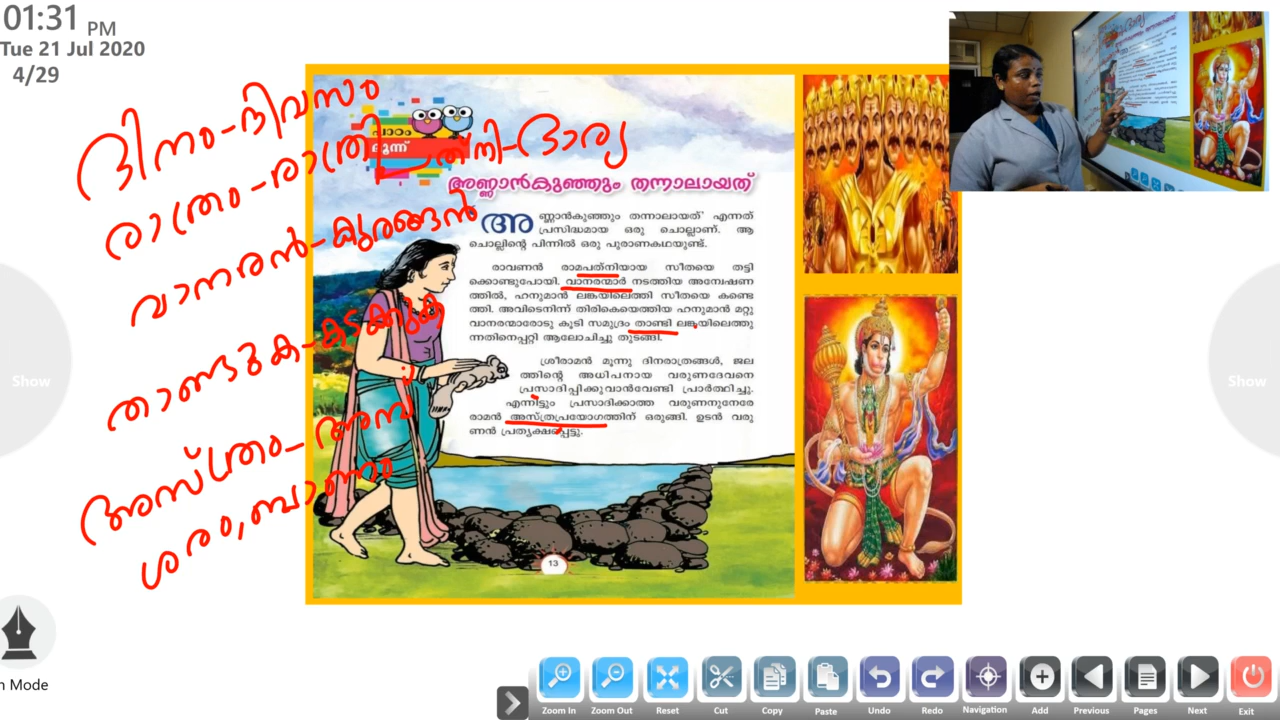 01:31 PM
Tue 21 Jul 2020
4/29
ദിനം-ദിവസം
രാത്രം-രാത്രി
പത്നി-ഭാര്യ
വാനരൻ-കുരങ്ങൻ
താണ്ടുക-കടക്കുക
അസ്ത്രം-അമ്പ്
ശരം,ബാണം
പാഠം
മൂന്ന്
അണ്ണാൻകുഞ്ഞും തന്നാലായത്
അണ്ണാൻകുഞ്ഞും തന്നാലായത്' എന്നത്
പ്രസിദ്ധമായ ഒരു ചൊല്ലാണ്. ആ
ചൊല്ലിന്റെ പിന്നിൽ ഒരു പുരാണകഥയുണ്ട്.
രാവണൻ രാമപത്നിയായ സീതയെ തട്ടി
ക്കൊണ്ടുപോയി. വാനരന്മാർ നടത്തിയ അന്വേഷണ
ത്തിൽ, ഹനുമാൻ ലങ്കയിലെത്തി സീതയെ കണ്ടെ
ത്തി. അവിടെനിന്ന് തിരികെയെത്തിയ ഹനുമാൻ മറ്റു
വാനരന്മാരോടു കൂടി സമുദ്രം താണ്ടി ലങ്കയിലെത്തു
ന്നതിനെപ്പറ്റി ആലോചിച്ചു തുടങ്ങി.
ശ്രീരാമൻ മൂന്നു ദിനരാത്രങ്ങൾ, ജല
ത്തിന്റെ അധിപനായ വരുണദേവനെ
പ്രസാദിപ്പിക്കുവാൻവേണ്ടി പ്രാർത്ഥിച്ചു.
എന്നിട്ടും പ്രസാദിക്കാത്ത വരുണനുനേരേ
രാമൻ അസ്ത്രപ്രയോഗത്തിന് ഒരുങ്ങി. ഉടൻ വരു
ണൻ പ്രത്യക്ഷപ്പെട്ടു.
13
Show
Show
n Mode
Zoom In
Zoom Out
Reset
Cut
Copy
Paste
Undo
Redo
Navigation
Add
Previous
Pages
Next
Exit